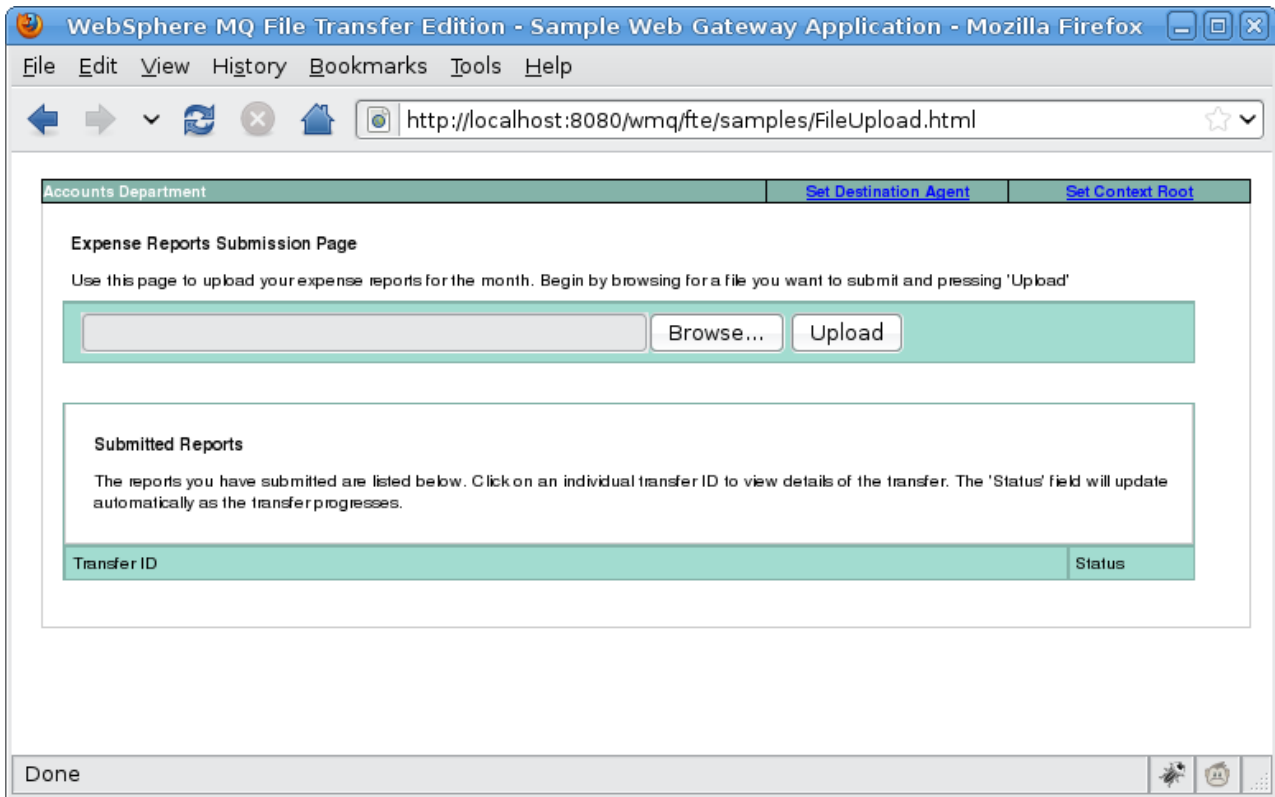 WebSphere MQ File Transfer Edition - Sample Web Gateway Application - Mozilla Firefox
File Edit View History Bookmarks Tools Help
http://localhost:8080/wmq/fte/samples/FileUpload.html
Accounts Department Set Destination Agent Set Context Root
Expense Reports Submission Page
Use this page to upload your expense reports for the month. Begin by browsing for a file you want to submit and pressing 'Upload'
Browse... Upload
Submitted Reports
The reports you have submitted are listed below. Click on an individual transfer ID to view details of the transfer. The 'Status' field will update
automatically as the transfer progresses.
Transfer ID Status
Done